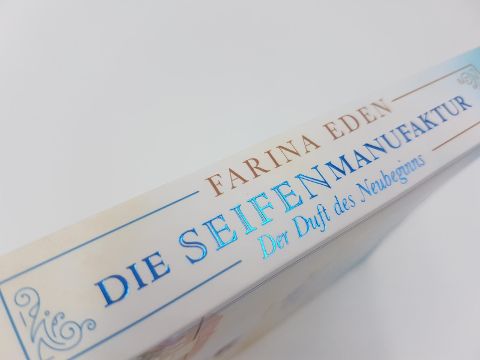 FARINA EDEN
DIE SEIFENMANUFAKTUR
Der Duft des Neubeginns